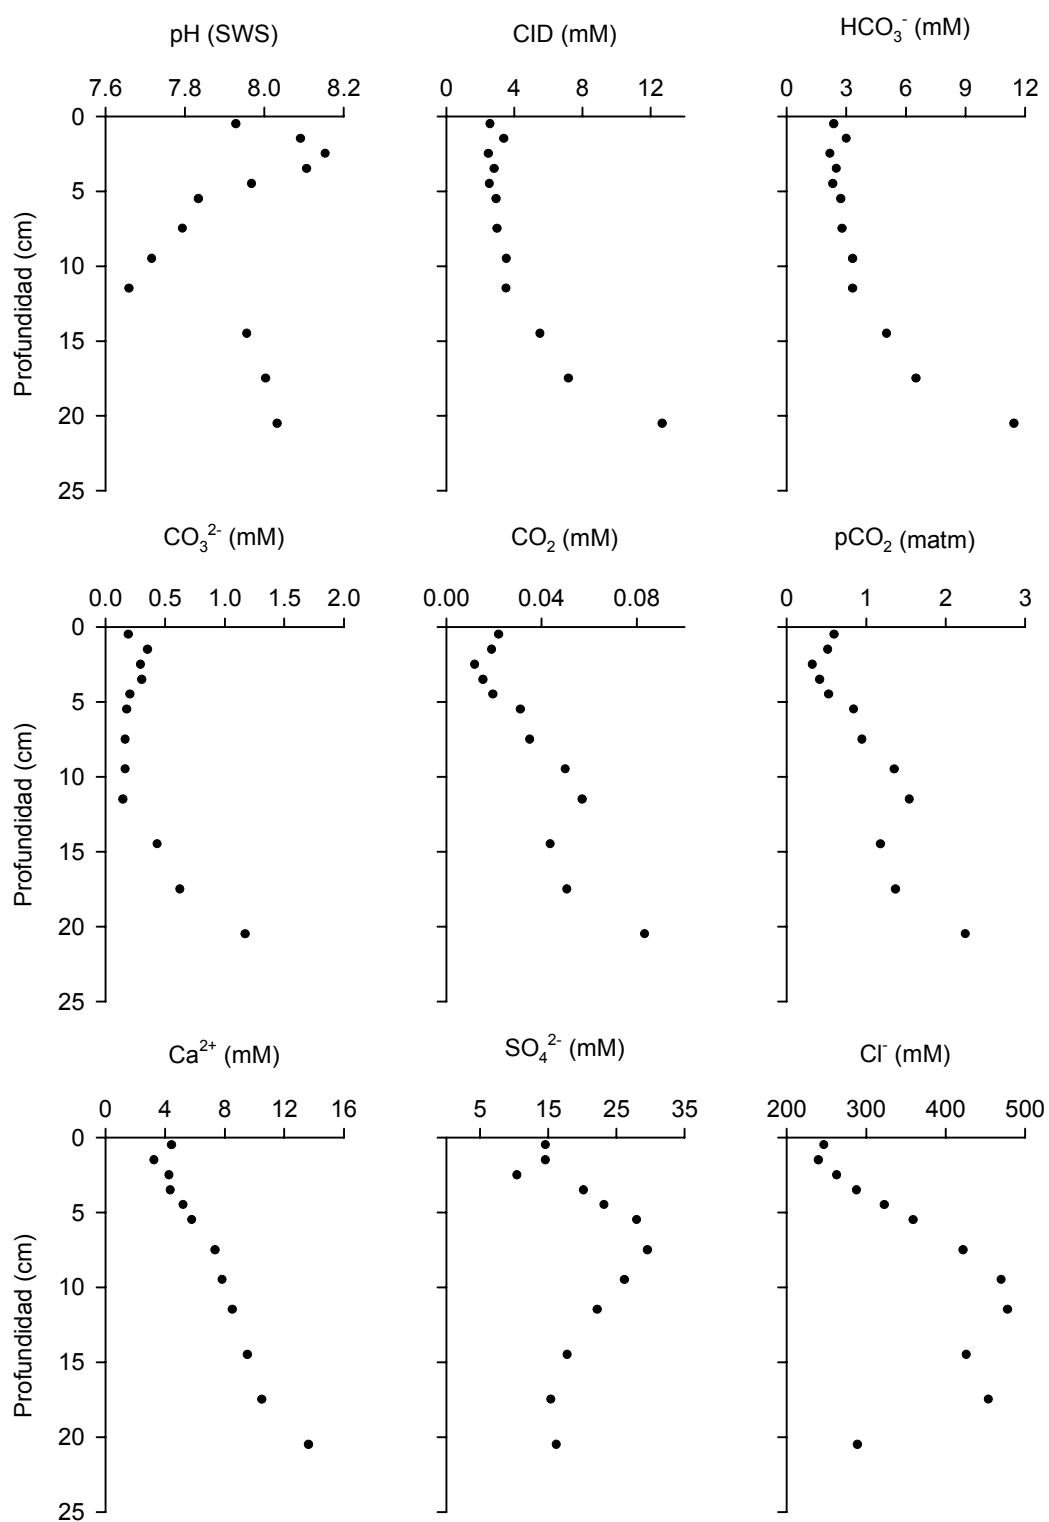 pH (SWS) CID (mM) HCO₃⁻ (mM)
7.6 7.8 8.0 8.2 0 4 8 12 0 3 6 9 12
0
5
10
15
20
25
Profundidad (cm)
CO₃²⁻ (mM) CO₂ (mM) pCO₂ (matm)
0.0 0.5 1.0 1.5 2.0 0.00 0.04 0.08 0 1 2 3
0
5
10
15
20
25
Profundidad (cm)
Ca²⁺ (mM) SO₄²⁻ (mM) Cl⁻ (mM)
0 4 8 12 16 5 15 25 35 200 300 400 500
0
5
10
15
20
25
Profundidad (cm)